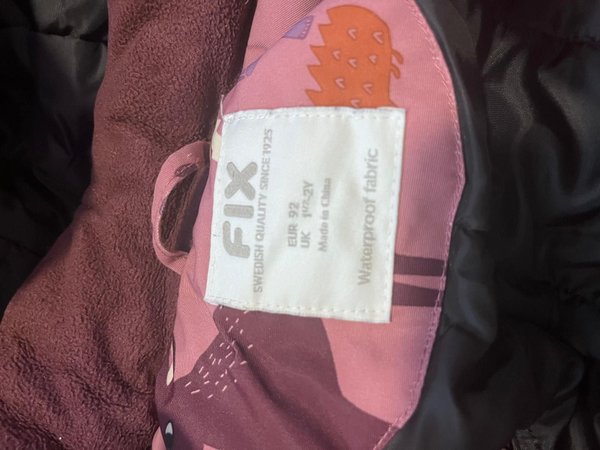 FIX
SWEDISH QUALITY SINCE 1925
EUR 92
UK 1½-2Y
Made in China
Waterproof fabric